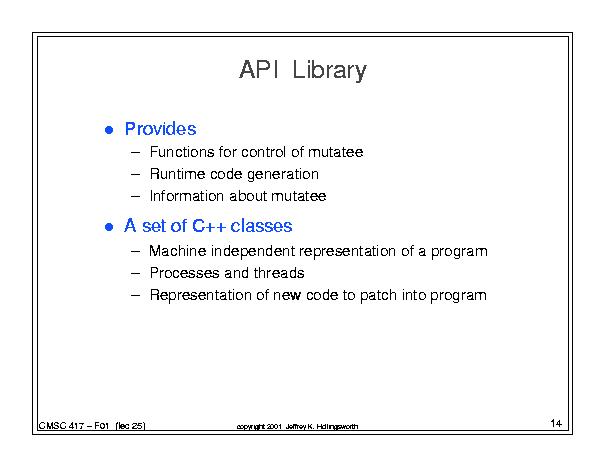 API Library
● Provides
– Functions for control of mutatee
– Runtime code generation
– Information about mutatee
● A set of C++ classes
– Machine independent representation of a program
– Processes and threads
– Representation of new code to patch into program
CMSC 417 – F01 (lec 25)
copyright 2001 Jeffrey K. Hollingsworth
14